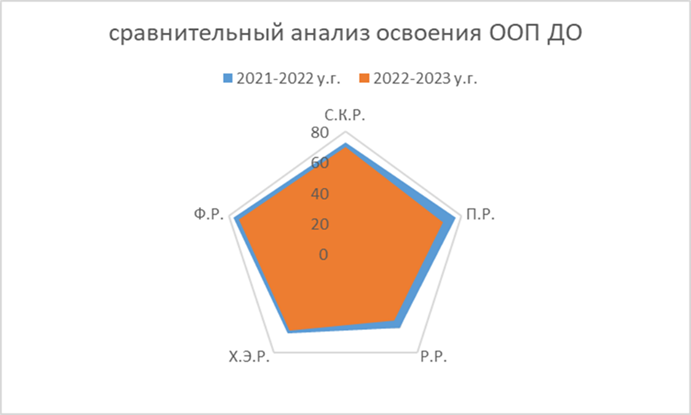 сравнительный анализ освоения ООП ДО
2021-2022 у.г. 2022-2023 у.г.
С.К.Р.
80
60
40
20
0
Ф.Р. П.Р.
Х.Э.Р. Р.Р.